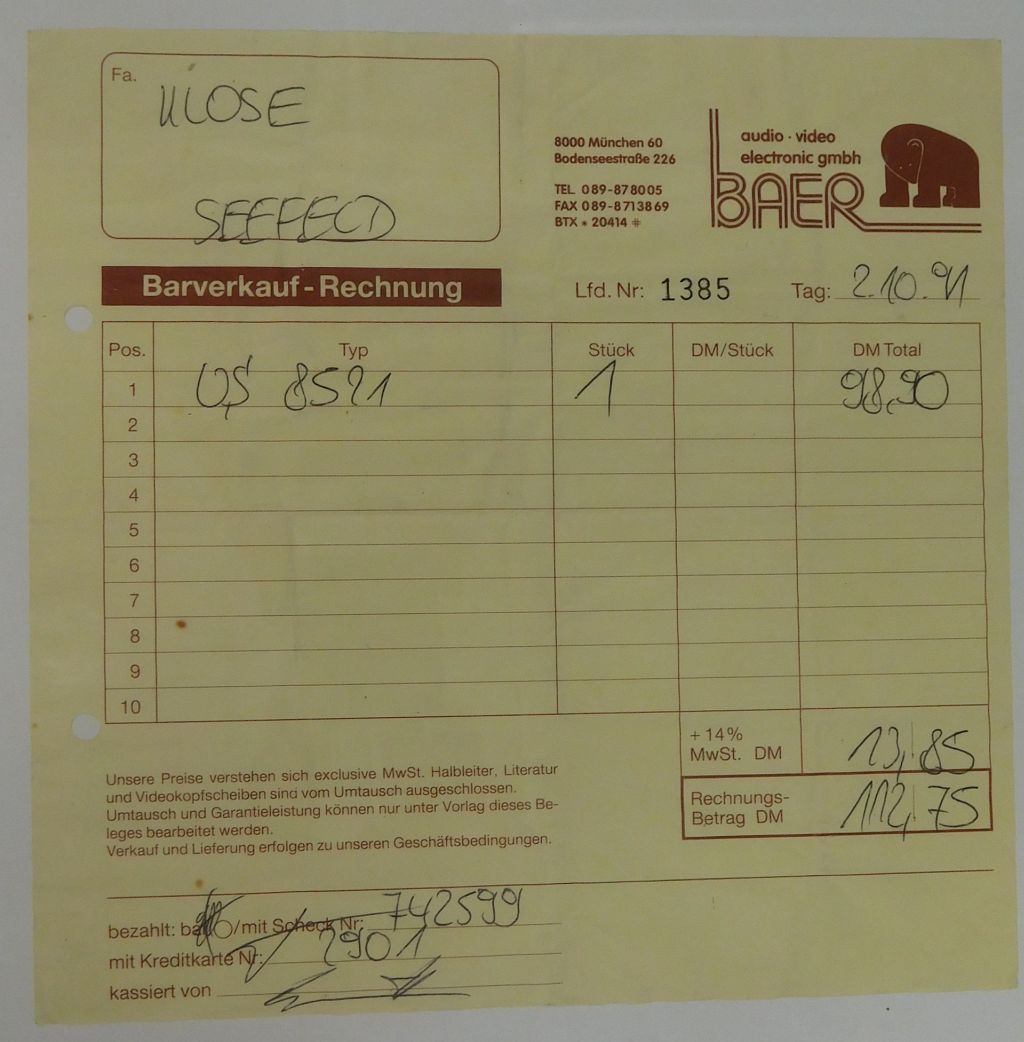 Fa.
KLOSE
SEEFELD
8000 München 60
Bodenseestraße 226
TEL 089-878005
FAX 089-8713869
BTX * 20414 #
audio · video
electronic gmbh
BAER
Barverkauf-Rechnung
Lfd. Nr: 1385
Tag: 2.10.91
Pos. Typ Stück DM/Stück DM Total
1 8521 1 98,90
2
3
4
5
6
7
8
9
10
+ 14%
MwSt. DM 13,85
Rechnungs-
Betrag DM 112,75
Unsere Preise verstehen sich exclusive MwSt. Halbleiter, Literatur
und Videokopfscheiben sind vom Umtausch ausgeschlossen.
Umtausch und Garantieleistung können nur unter Vorlag dieses Be-
leges bearbeitet werden.
Verkauf und Lieferung erfolgen zu unseren Geschäftsbedingungen.
bezahlt: bar /mit Scheck Nr: 742599
mit Kreditkarte Nr: 2901
kassiert von